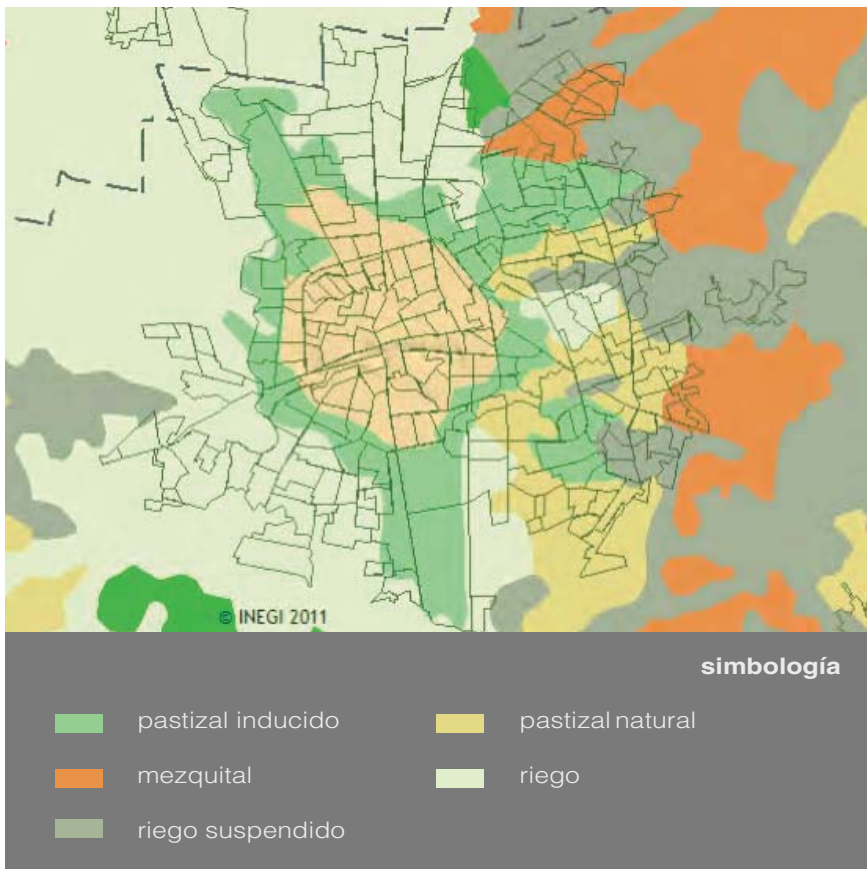 © INEGI 2011
simbología
pastizal inducido
pastizal natural
mezquital
riego
riego suspendido